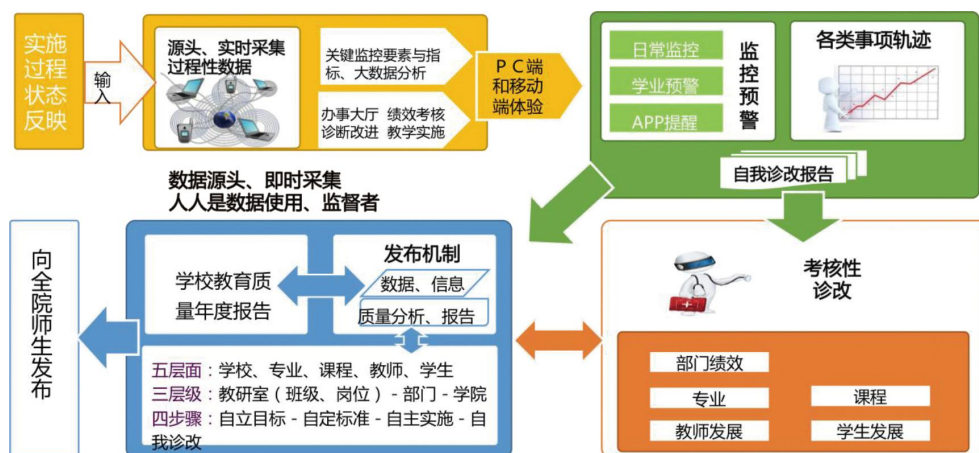 实施
过程
状态
反映
输
入
源头、实时采集
过程性数据
关键监控要素与指
标、大数据分析
办事大厅 绩效考核
诊断改进 教学实施
PC端
和移动
端体验
日常监控
学业预警
APP提醒
监
控
预
警
各类事项轨迹
自我诊改报告
数据源头、即时采集
人人是数据使用、监督者
向
全
院
师
生
发
布
学校教育质
量年度报告
发布机制
数据、信息
质量分析、报告
五层面：学校、专业、课程、教师、学生
三层级：教研室（班级、岗位）- 部门 - 学院
四步骤：自立目标 - 自定标准 - 自主实施 - 自
我诊改
考核性
诊改
部门绩效
专业
课程
教师发展
学生发展